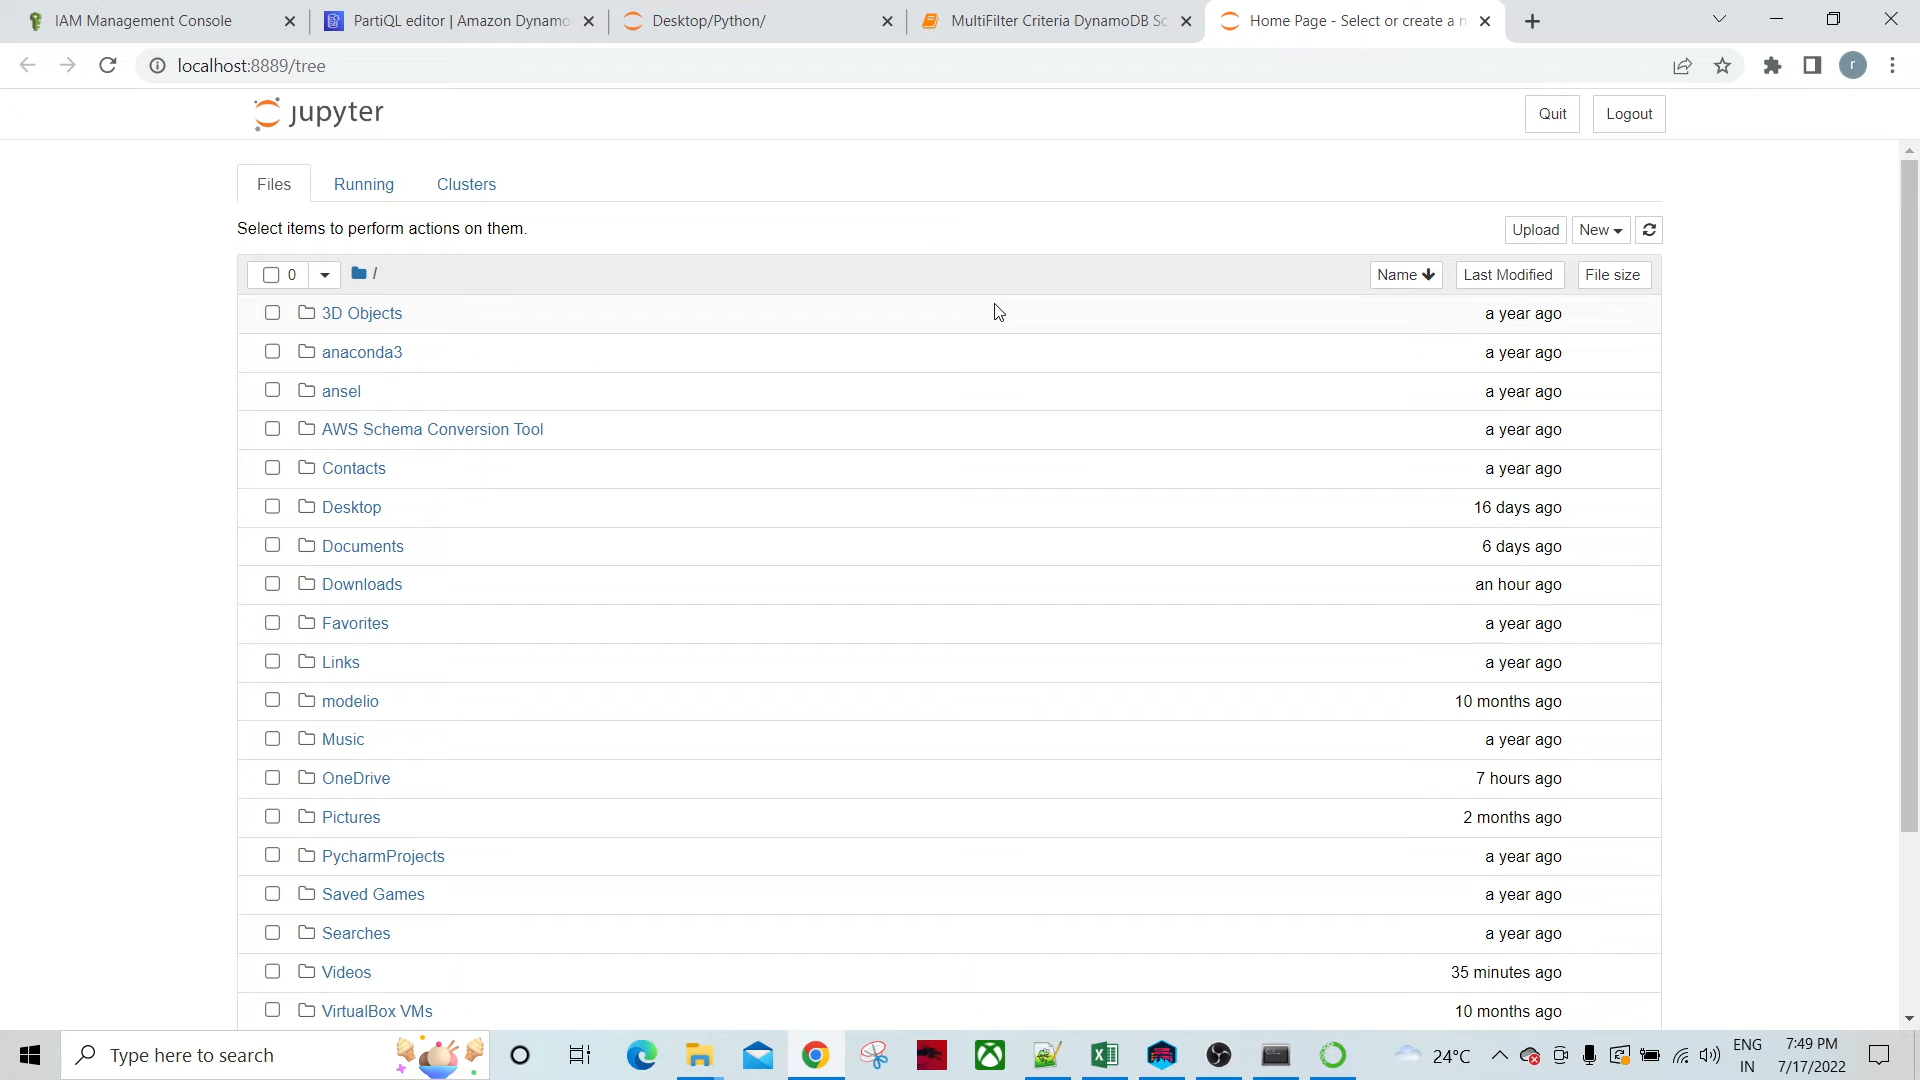 IAM Management Console
PartiQL editor | Amazon Dynamo
Desktop/Python/
MultiFilter Criteria DynamoDB Sc
Home Page - Select or create a n
localhost:8889/tree
r
jupyter
Quit
Logout
Files
Running
Clusters
Select items to perform actions on them.
Upload
New
0
/
Name
Last Modified
File size
3D Objects
a year ago
anaconda3
a year ago
ansel
a year ago
AWS Schema Conversion Tool
a year ago
Contacts
a year ago
Desktop
16 days ago
Documents
6 days ago
Downloads
an hour ago
Favorites
a year ago
Links
a year ago
modelio
10 months ago
Music
a year ago
OneDrive
7 hours ago
Pictures
2 months ago
PycharmProjects
a year ago
Saved Games
a year ago
Searches
a year ago
Videos
35 minutes ago
VirtualBox VMs
10 months ago
Type here to search
24°C
ENG
IN
7:49 PM
7/17/2022